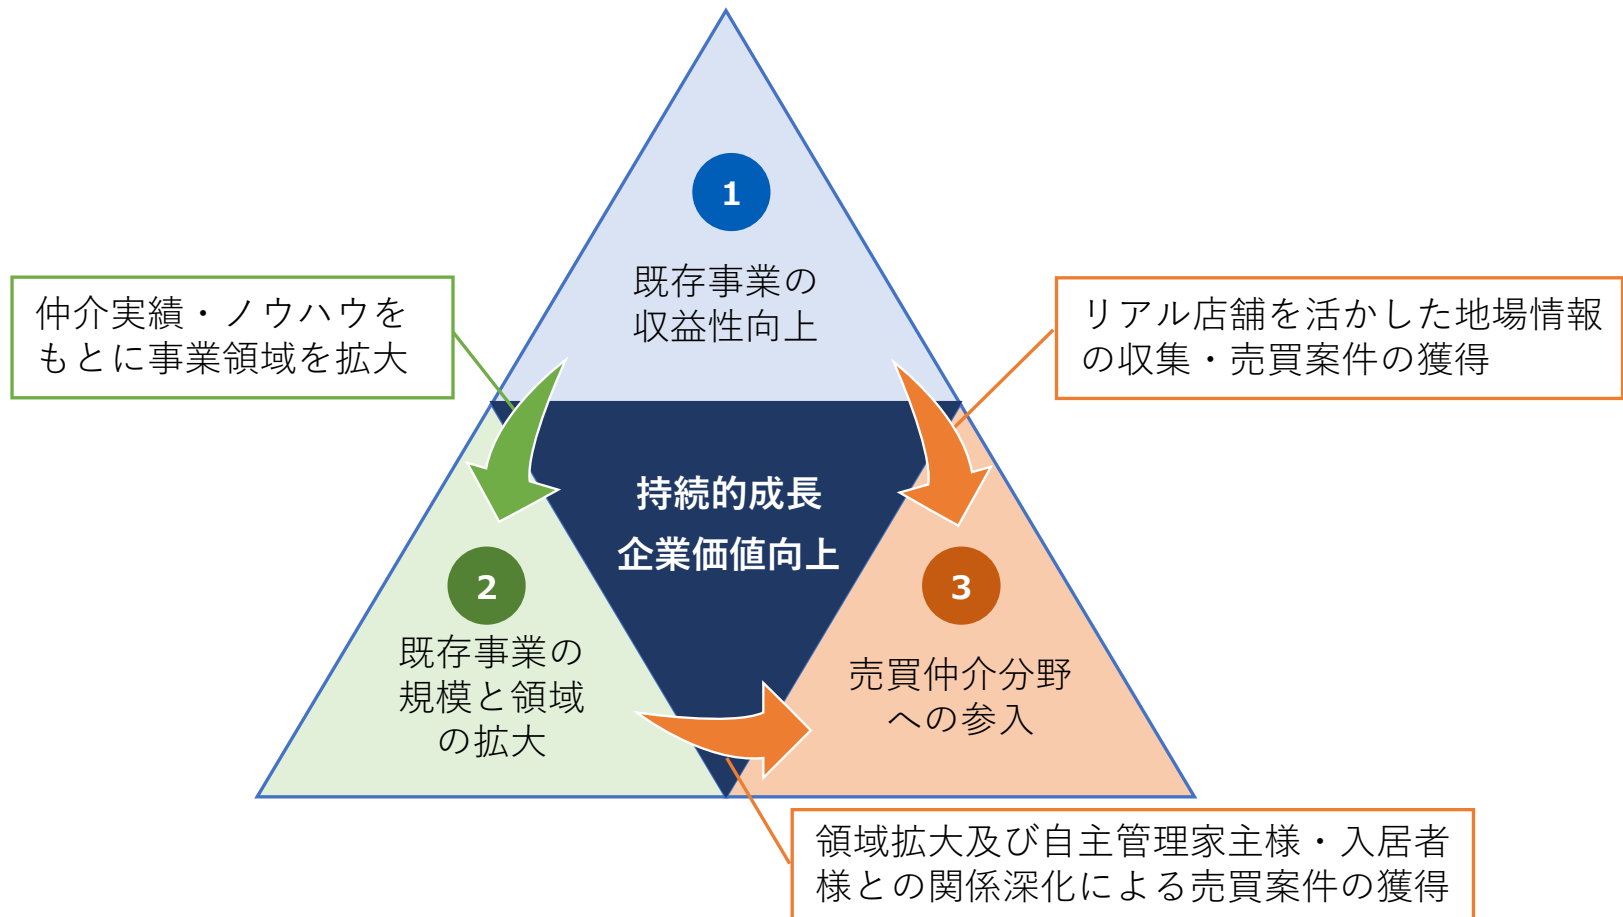 1
既存事業の
収益性向上
仲介実績・ノウハウを
もとに事業領域を拡大
リアル店舗を活かした地場情報
の収集・売買案件の獲得
持続的成長
企業価値向上
2
既存事業の
規模と領域
の拡大
3
売買仲介分野
への参入
領域拡大及び自主管理家主様・入居者
様との関係深化による売買案件の獲得